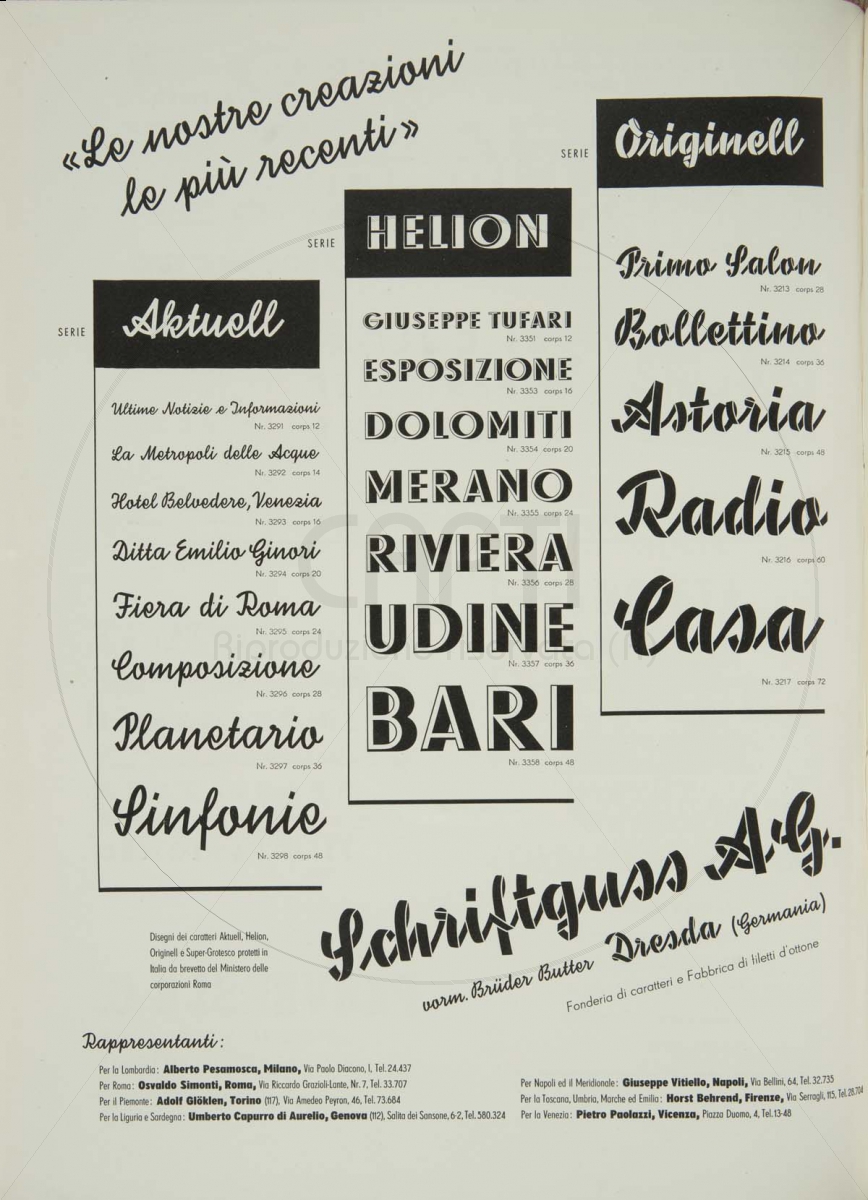 «Le nostre creazioni
le più recenti»
SERIE Aktuell
Ultime Notizie e Informazioni
Nr. 3291 corps 12
La Metropoli delle Acque
Nr. 3292 corps 14
Hotel Belvedere, Venezia
Nr. 3293 corps 16
Ditta Emilio Ginori
Nr. 3294 corps 20
Fiera di Roma
Nr. 3295 corps 24
Composizione
Nr. 3296 corps 28
Planetario
Nr. 3297 corps 36
Sinfonie
Nr. 3298 corps 48
SERIE HELION
GIUSEPPE TUFARI
Nr. 3351 corps 12
ESPOSIZIONE
Nr. 3353 corps 16
DOLOMITI
Nr. 3354 corps 20
MERANO
Nr. 3355 corps 24
RIVIERA
Nr. 3356 corps 28
UDINE
Nr. 3357 corps 36
BARI
Nr. 3358 corps 48
SERIE Originell
Primo Salon
Nr. 3213 corps 28
Bollettino
Nr. 3214 corps 36
Astoria
Nr. 3215 corps 48
Radio
Nr. 3216 corps 60
Casa
Nr. 3217 corps 72
Schriftguss A.G.
vorm. Brüder Butter Dresda (Germania)
Fonderia di caratteri e Fabbrica di filetti d'ottone
Disegni dei caratteri Aktuell, Helion,
Originell e Super-Grotesco protetti in
Italia da brevetto del Ministero delle
corporazioni Roma
Rappresentanti:
Per la Lombardia: Alberto Pesamosca, Milano, Via Paolo Diacono, 1, Tel. 24.437
Per Roma: Osvaldo Simonti, Roma, Via Riccardo Grazioli-Lante, Nr. 7, Tel. 33.707
Per il Piemonte: Adolf Glöklen, Torino (117), Via Amedeo Peyron, 46, Tel. 73.684
Per la Liguria e Sardegna: Umberto Capurro di Aurelio, Genova (112), Salita dei Sansone, 6-2, Tel. 580.324
Per Napoli ed il Meridionale: Giuseppe Vitiello, Napoli, Via Bellini, 64, Tel. 32.735
Per la Toscana, Umbria, Marche ed Emilia: Horst Behrend, Firenze, Via Serragli, 115, Tel. 28.704
Per la Venezia: Pietro Paolazzi, Vicenza, Piazza Duomo, 4, Tel. 13-48
Riproduzione riservata (IT)